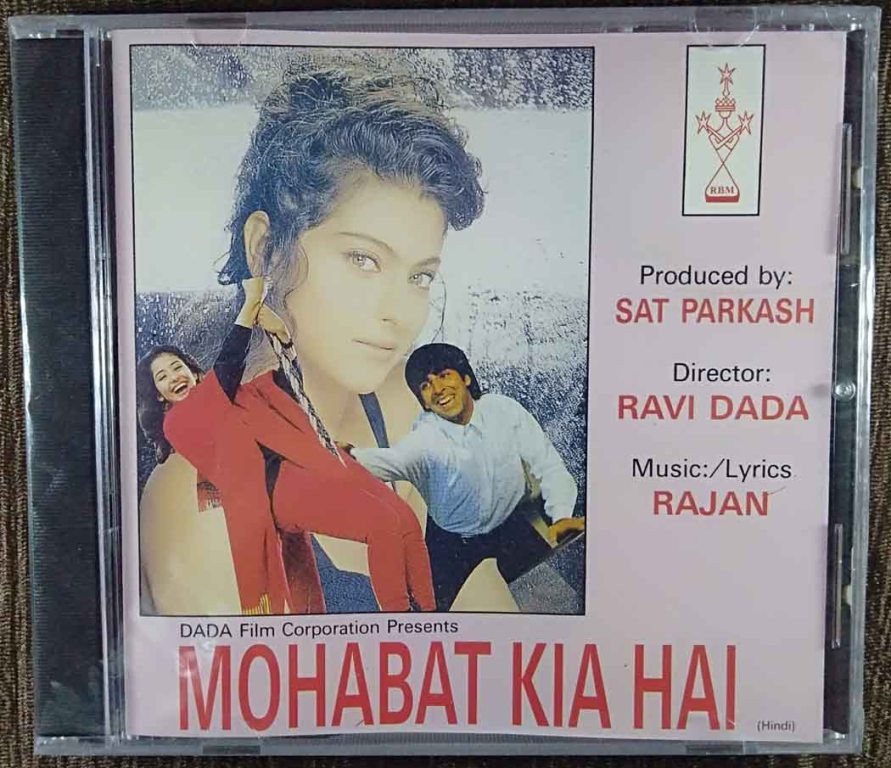 RBM
Produced by:
SAT PARKASH
Director:
RAVI DADA
Music:/Lyrics
RAJAN
DADA Film Corporation Presents
MOHABAT KIA HAI
(Hindi)